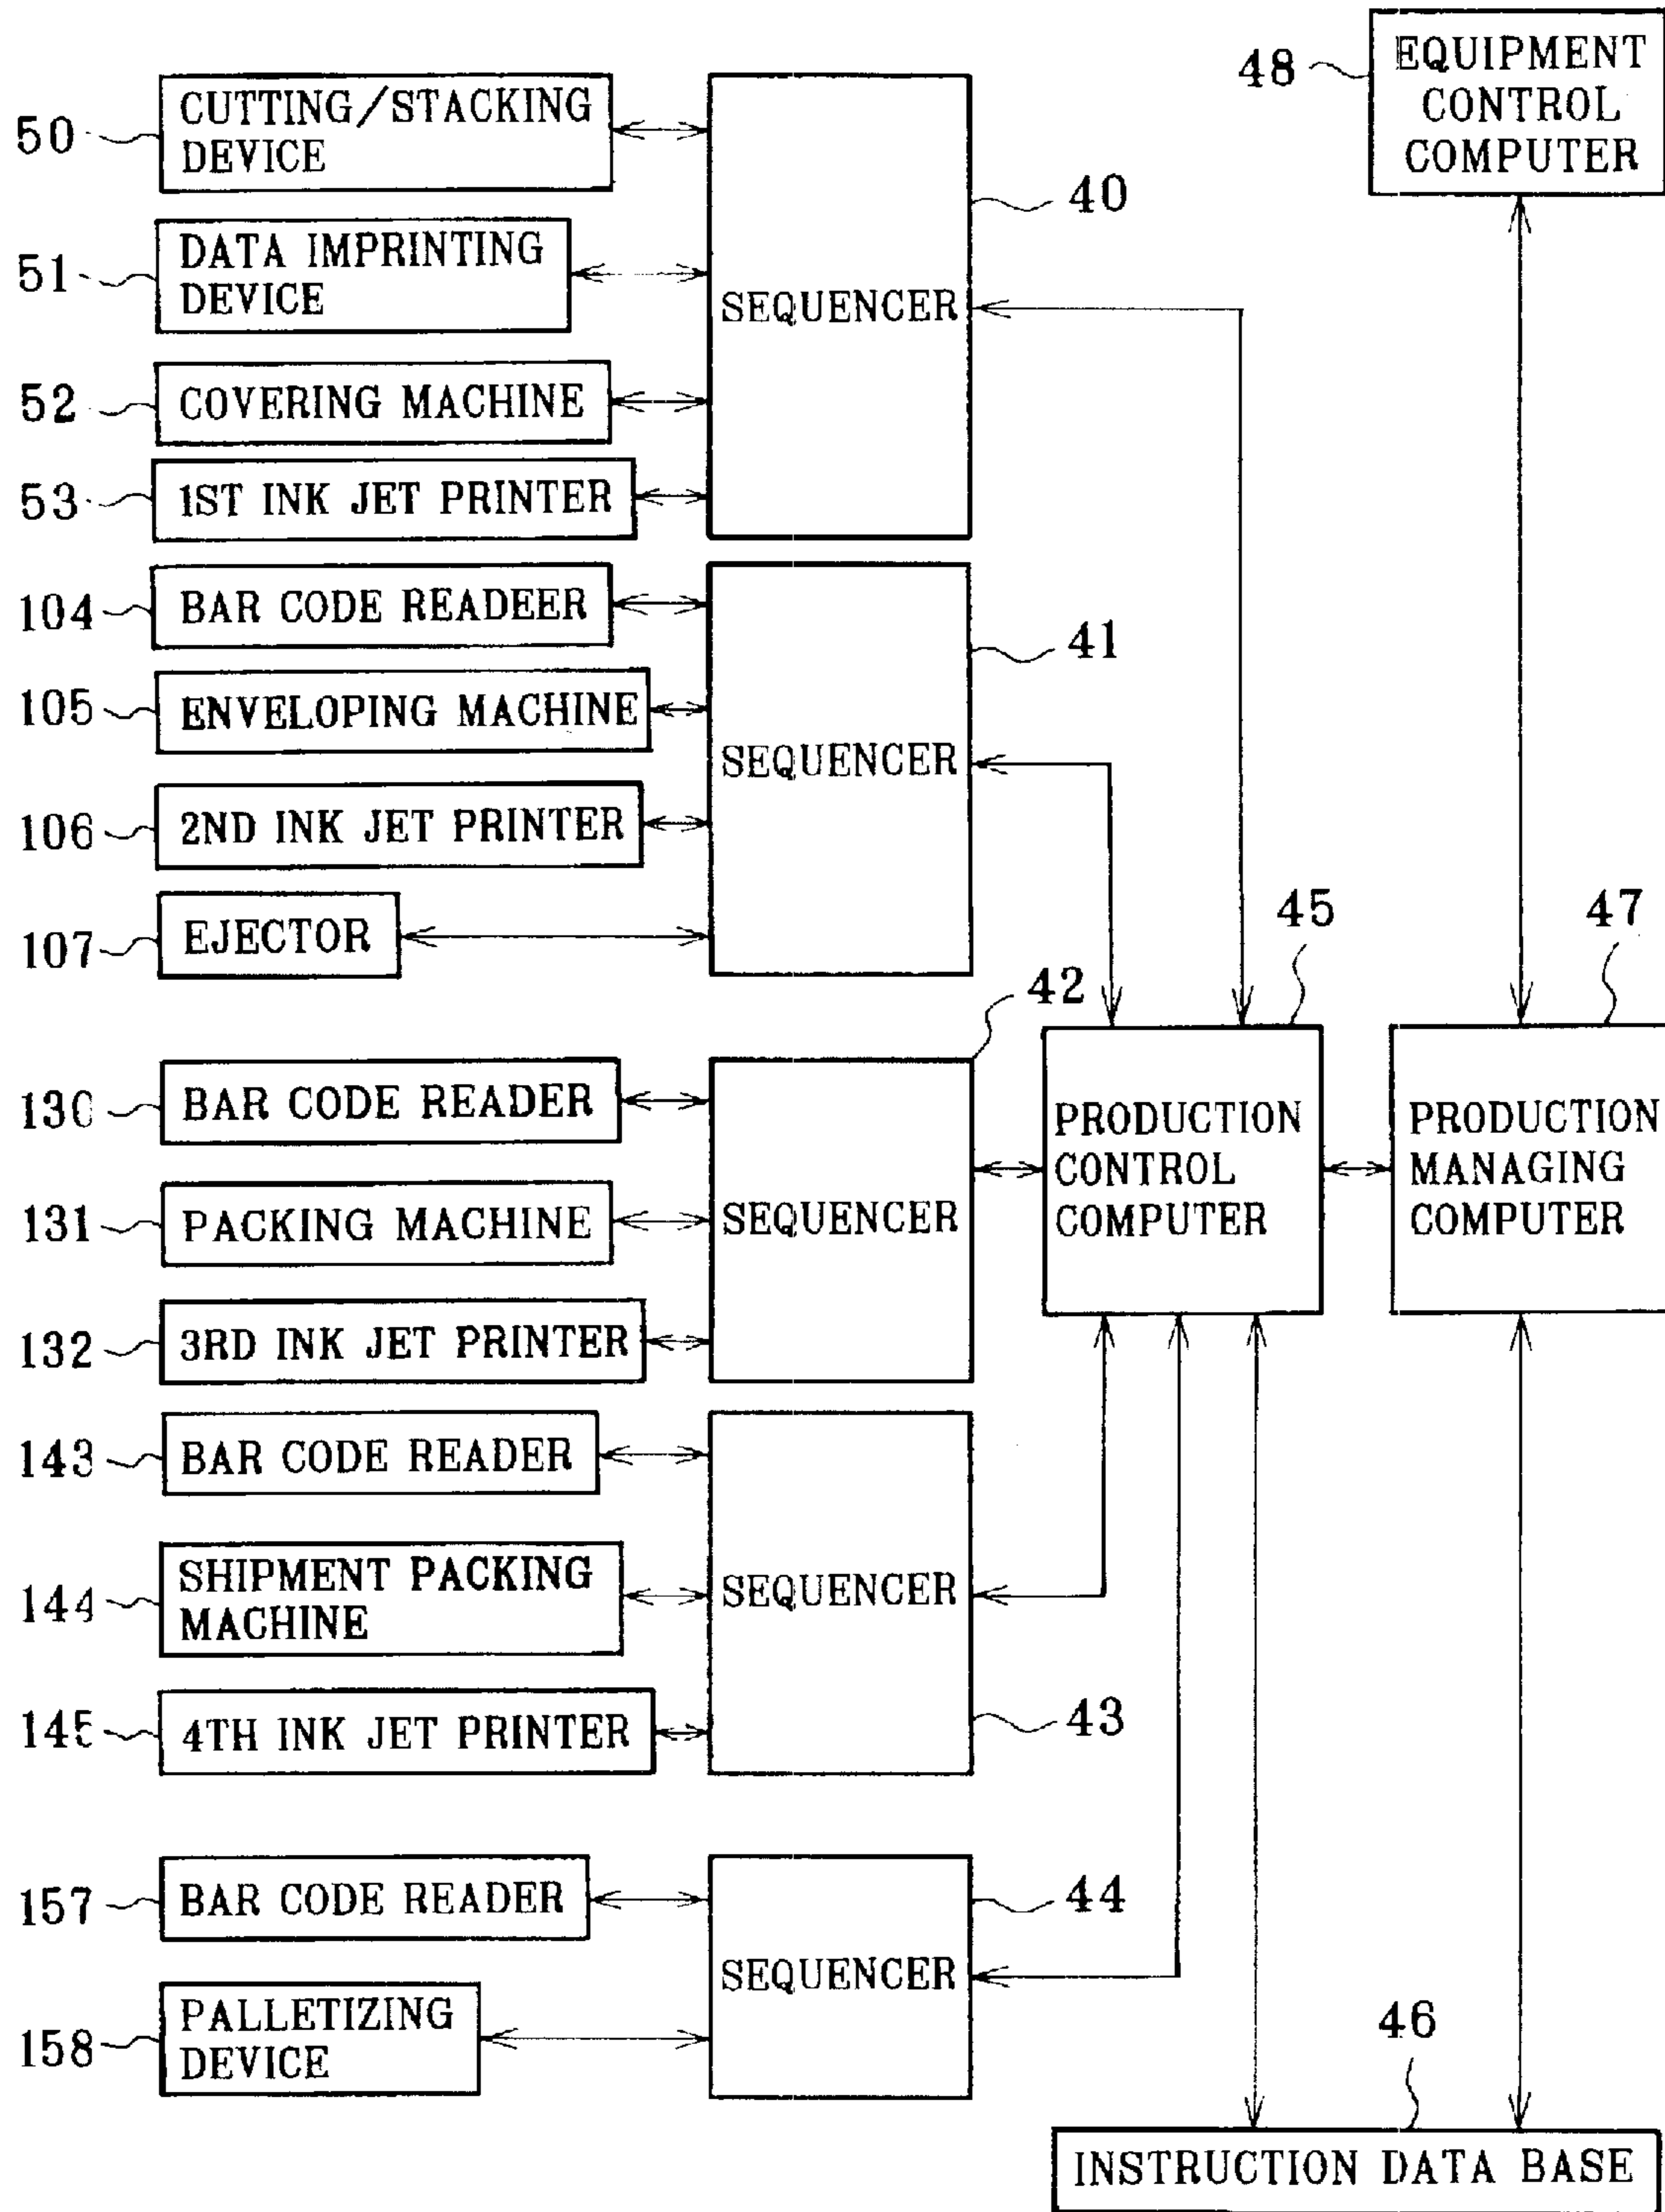 48
EQUIPMENT
CONTROL
COMPUTER
50
CUTTING/STACKING
DEVICE
40
51
DATA IMPRINTING
DEVICE
SEQUENCER
52
COVERING MACHINE
53
1ST INK JET PRINTER
104
BAR CODE READEER
41
105
ENVELOPING MACHINE
SEQUENCER
106
2ND INK JET PRINTER
107
EJECTOR
45
47
42
130
BAR CODE READER
PRODUCTION
CONTROL
COMPUTER
PRODUCTION
MANAGING
COMPUTER
131
PACKING MACHINE
SEQUENCER
132
3RD INK JET PRINTER
143
BAR CODE READER
144
SHIPMENT PACKING
MACHINE
SEQUENCER
145
4TH INK JET PRINTER
43
157
BAR CODE READER
44
SEQUENCER
158
PALLETIZING
DEVICE
46
INSTRUCTION DATA BASE